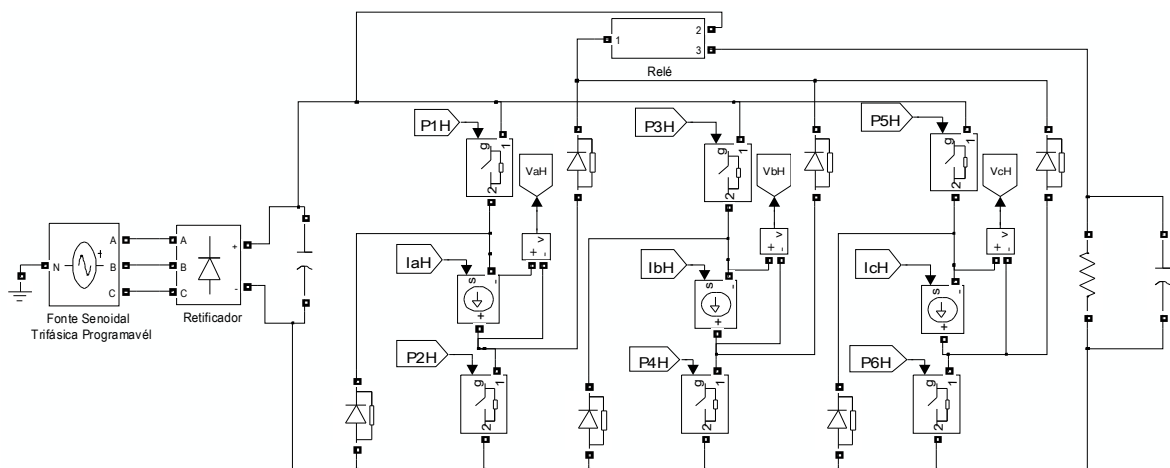 1
2
3
Relé
P1H
g
1
2
VaH
P3H
g
1
2
VbH
P5H
g
1
2
VcH
N
A
B
C
A
B
C
+
-
Fonte Senoidal
Trifásica Programavél
Retificador
IaH
s
-
+
+ -
v
IbH
s
-
+
+ -
v
IcH
s
-
+
+ -
v
P2H
g
1
2
P4H
g
1
2
P6H
g
1
2